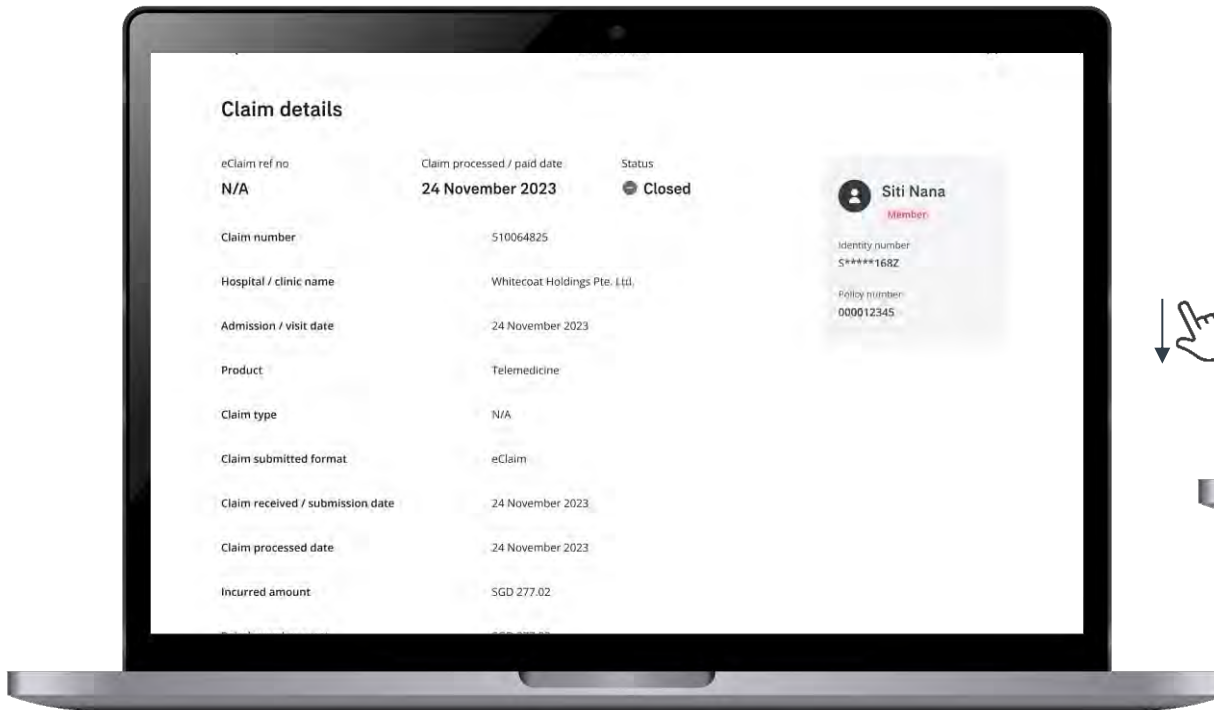 Claim details
eClaim ref no Claim processed / paid date Status
N/A 24 November 2023 Closed
Siti Nana
Member
Identity number
S*****168Z
Policy number
000012345
Claim number 510064825
Hospital / clinic name Whitecoat Holdings Pte. Ltd.
Admission / visit date 24 November 2023
Product Telemedicine
Claim type N/A
Claim submitted format eClaim
Claim received / submission date 24 November 2023
Claim processed date 24 November 2023
Incurred amount SGD 277.02